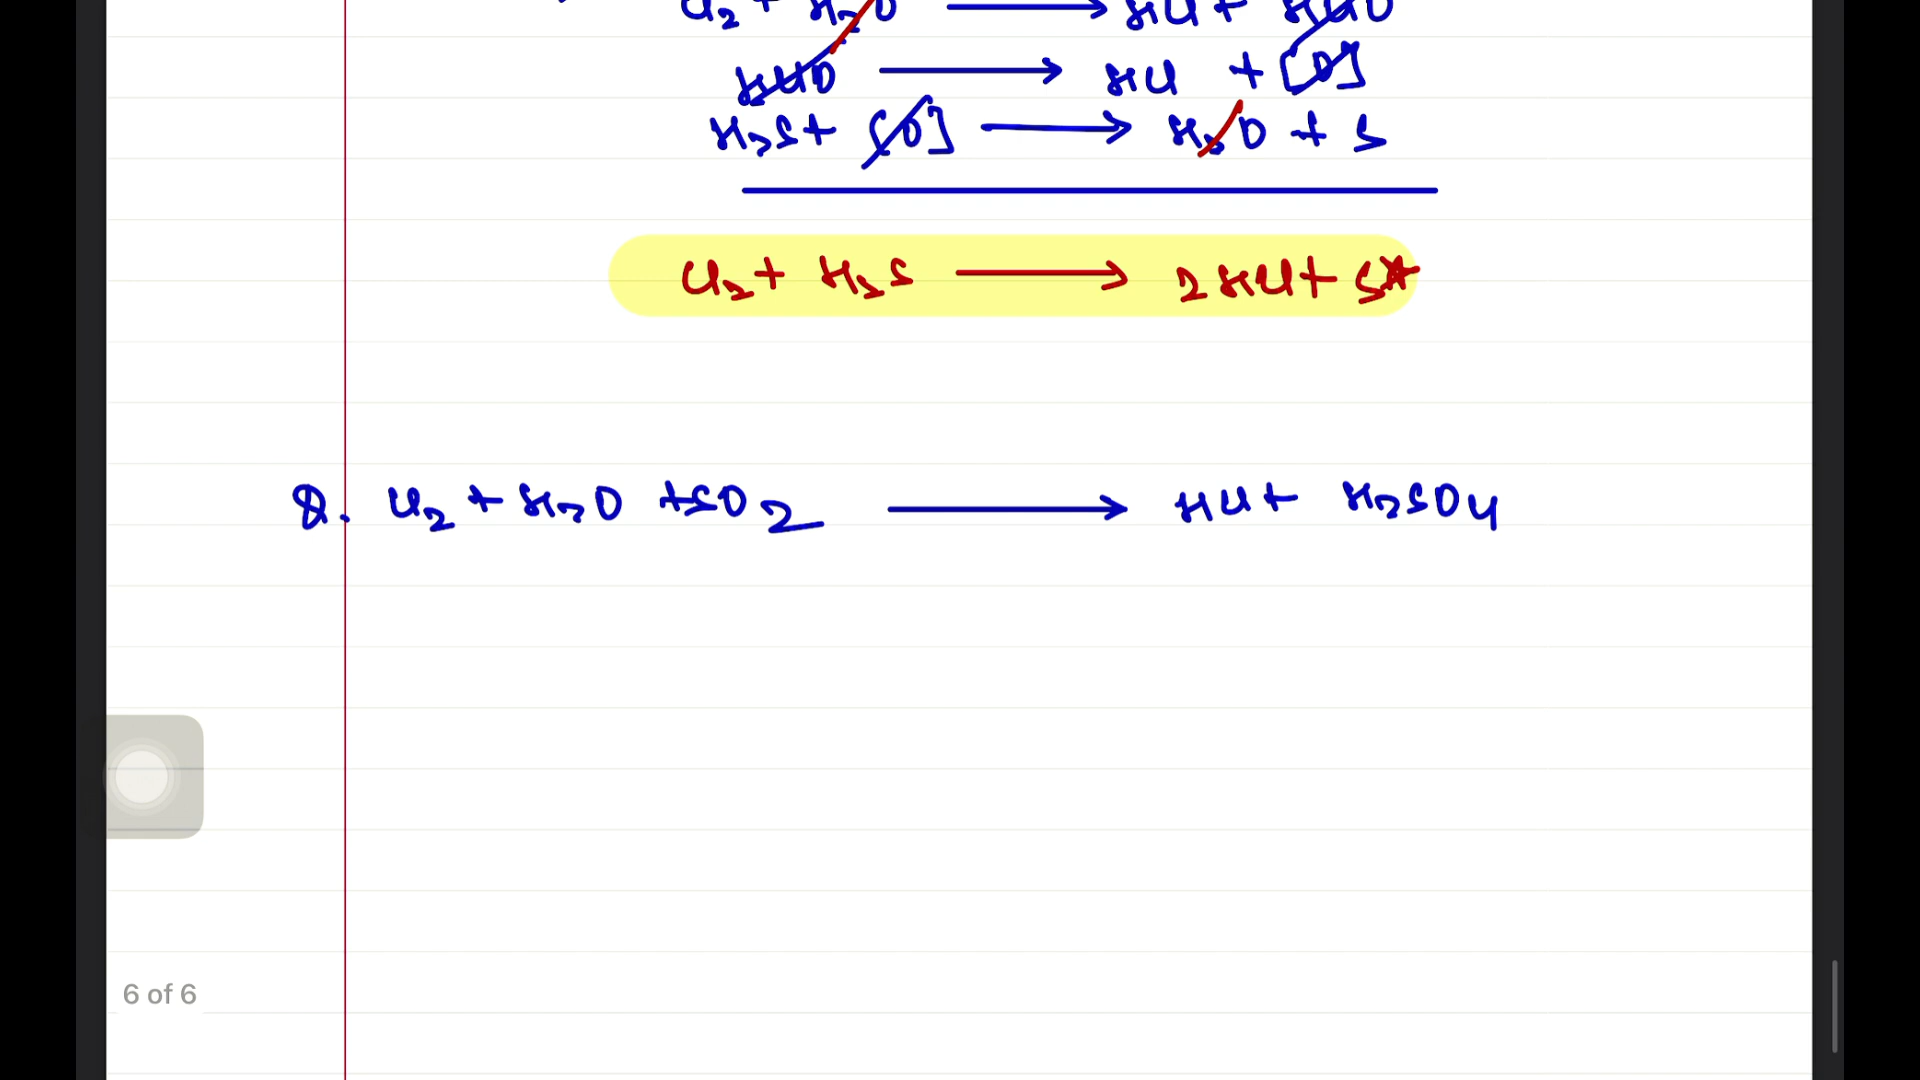 Cl₂ + H₂O ⟶ HCl + HClO
HClO ⟶ HCl + [O]
H₂S + [O] ⟶ H₂O + S
Cl₂ + H₂S ⟶ 2HCl + S*
Q. Cl₂ + H₂O + SO₂ ⟶ HCl + H₂SO₄
6 of 6